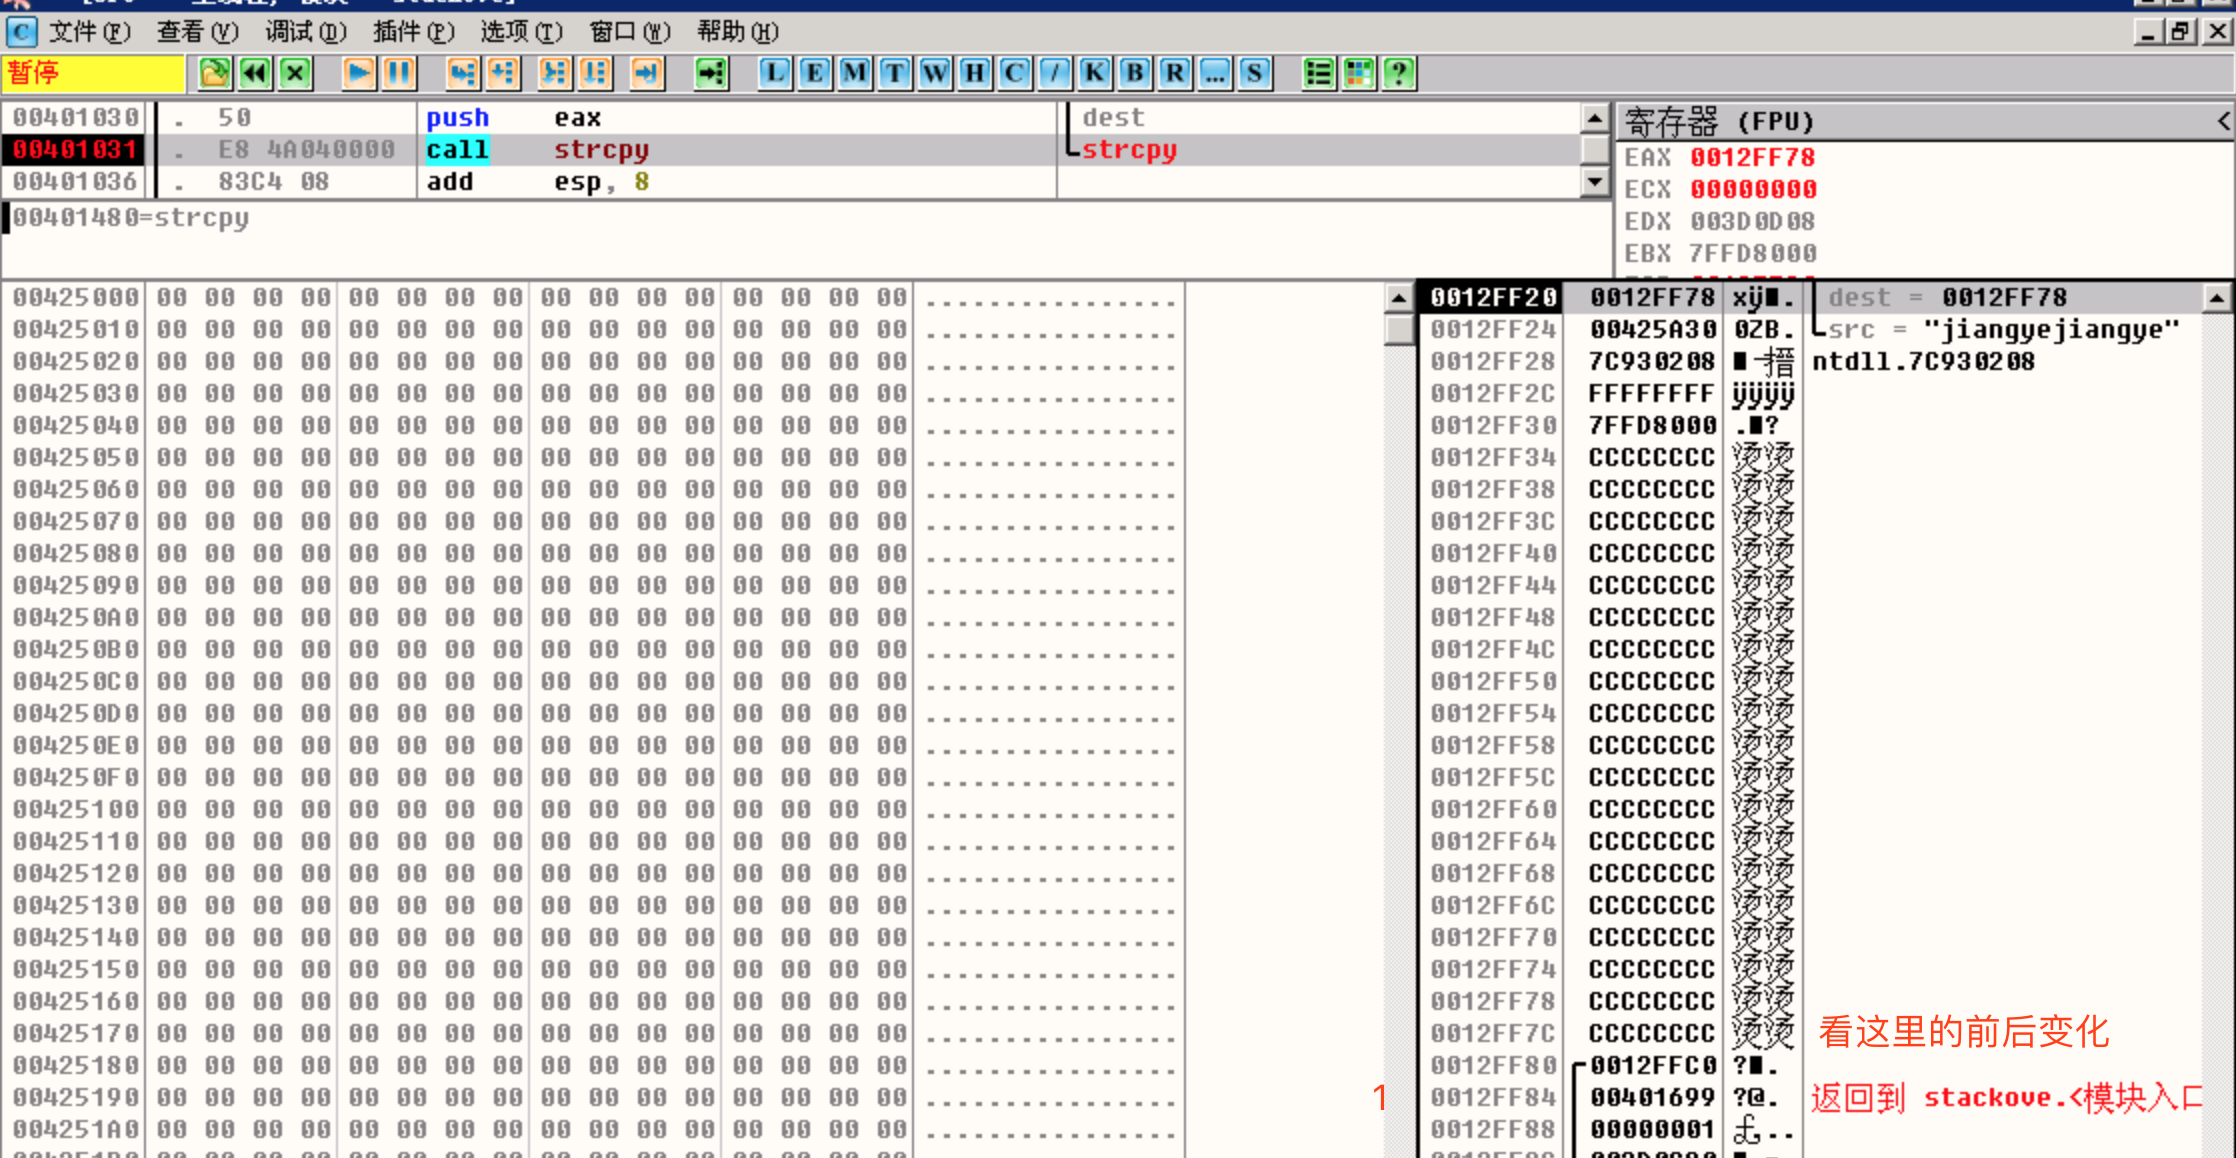 文件(F) 查看(V) 调试(D) 插件(P) 选项(T) 窗口(W) 帮助(H)
暂停 L E M T W H C / K B R ... S ?
00401030 . 50 push eax dest
00401031 . E8 4A040000 call strcpy strcpy
00401036 . 83C4 08 add esp, 8
00401480=strcpy
寄存器 (FPU) <
EAX 0012FF78
ECX 00000000
EDX 003D0D08
EBX 7FFD8000
00425000 00 00 00 00 00 00 00 00 00 00 00 00 00 00 00 00 ................
00425010 00 00 00 00 00 00 00 00 00 00 00 00 00 00 00 00 ................
00425020 00 00 00 00 00 00 00 00 00 00 00 00 00 00 00 00 ................
00425030 00 00 00 00 00 00 00 00 00 00 00 00 00 00 00 00 ................
00425040 00 00 00 00 00 00 00 00 00 00 00 00 00 00 00 00 ................
00425050 00 00 00 00 00 00 00 00 00 00 00 00 00 00 00 00 ................
00425060 00 00 00 00 00 00 00 00 00 00 00 00 00 00 00 00 ................
00425070 00 00 00 00 00 00 00 00 00 00 00 00 00 00 00 00 ................
00425080 00 00 00 00 00 00 00 00 00 00 00 00 00 00 00 00 ................
00425090 00 00 00 00 00 00 00 00 00 00 00 00 00 00 00 00 ................
004250A0 00 00 00 00 00 00 00 00 00 00 00 00 00 00 00 00 ................
004250B0 00 00 00 00 00 00 00 00 00 00 00 00 00 00 00 00 ................
004250C0 00 00 00 00 00 00 00 00 00 00 00 00 00 00 00 00 ................
004250D0 00 00 00 00 00 00 00 00 00 00 00 00 00 00 00 00 ................
004250E0 00 00 00 00 00 00 00 00 00 00 00 00 00 00 00 00 ................
004250F0 00 00 00 00 00 00 00 00 00 00 00 00 00 00 00 00 ................
00425100 00 00 00 00 00 00 00 00 00 00 00 00 00 00 00 00 ................
00425110 00 00 00 00 00 00 00 00 00 00 00 00 00 00 00 00 ................
00425120 00 00 00 00 00 00 00 00 00 00 00 00 00 00 00 00 ................
00425130 00 00 00 00 00 00 00 00 00 00 00 00 00 00 00 00 ................
00425140 00 00 00 00 00 00 00 00 00 00 00 00 00 00 00 00 ................
00425150 00 00 00 00 00 00 00 00 00 00 00 00 00 00 00 00 ................
00425160 00 00 00 00 00 00 00 00 00 00 00 00 00 00 00 00 ................
00425170 00 00 00 00 00 00 00 00 00 00 00 00 00 00 00 00 ................
00425180 00 00 00 00 00 00 00 00 00 00 00 00 00 00 00 00 ................
00425190 00 00 00 00 00 00 00 00 00 00 00 00 00 00 00 00 ................
004251A0 00 00 00 00 00 00 00 00 00 00 00 00 00 00 00 00 ................
0012FF20 0012FF78 xÿ■. dest = 0012FF78
0012FF24 00425A30 0ZB. src = "jiangyejiangye"
0012FF28 7C930208 ntdll.7C930208
0012FF2C FFFFFFFF ÿÿÿÿ
0012FF30 7FFD8000 .■?
0012FF34 CCCCCCCC 烫烫
0012FF38 CCCCCCCC 烫烫
0012FF3C CCCCCCCC 烫烫
0012FF40 CCCCCCCC 烫烫
0012FF44 CCCCCCCC 烫烫
0012FF48 CCCCCCCC 烫烫
0012FF4C CCCCCCCC 烫烫
0012FF50 CCCCCCCC 烫烫
0012FF54 CCCCCCCC 烫烫
0012FF58 CCCCCCCC 烫烫
0012FF5C CCCCCCCC 烫烫
0012FF60 CCCCCCCC 烫烫
0012FF64 CCCCCCCC 烫烫
0012FF68 CCCCCCCC 烫烫
0012FF6C CCCCCCCC 烫烫
0012FF70 CCCCCCCC 烫烫
0012FF74 CCCCCCCC 烫烫
0012FF78 CCCCCCCC 烫烫
0012FF7C CCCCCCCC 烫烫 看这里的前后变化
0012FF80 0012FFC0 ?■.
1 0012FF84 00401699 ?@. 返回到 stackove.<模块入口
0012FF88 00000001 ..